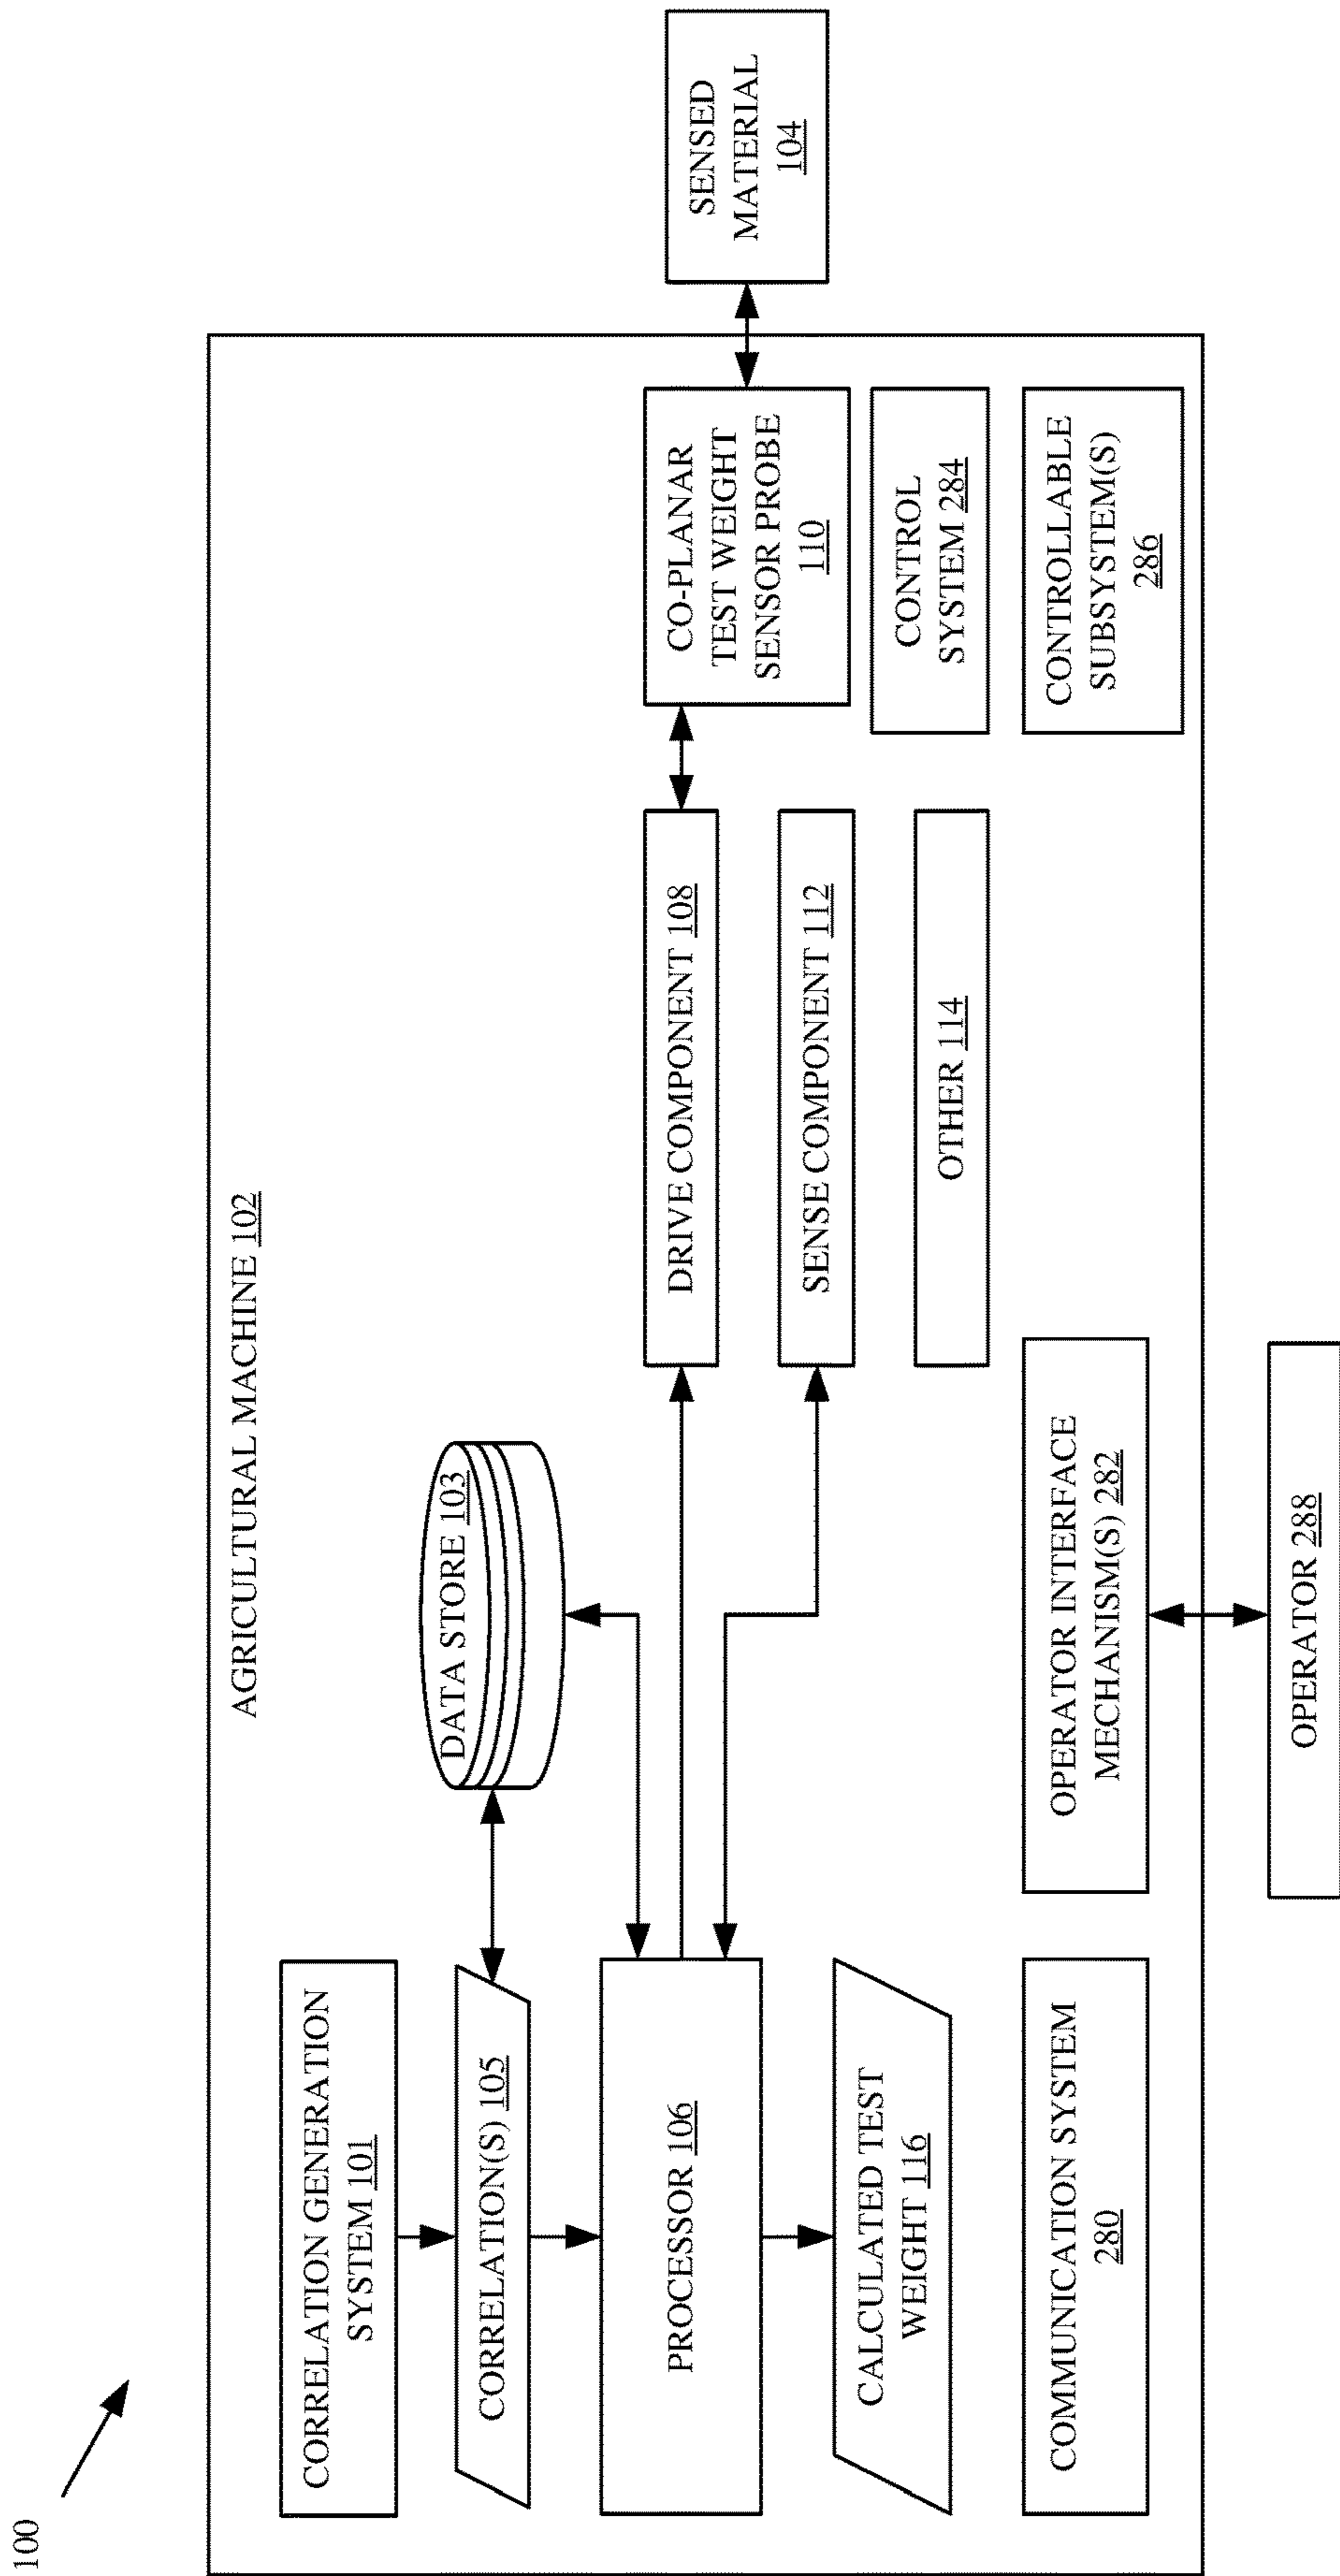 100
AGRICULTURAL MACHINE 102
CORRELATION GENERATION
SYSTEM 101
CORRELATION(S) 105
DATA STORE 103
PROCESSOR 106
CALCULATED TEST
WEIGHT 116
DRIVE COMPONENT 108
SENSE COMPONENT 112
OTHER 114
CO-PLANAR
TEST WEIGHT
SENSOR PROBE
110
SENSED
MATERIAL
104
CONTROL
SYSTEM 284
CONTROLLABLE
SUBSYSTEM(S)
286
COMMUNICATION SYSTEM
280
OPERATOR INTERFACE
MECHANISM(S) 282
OPERATOR 288